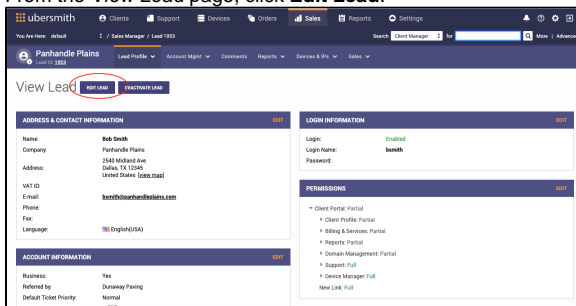 From the View Lead page, click Edit Lead.
ubersmith Clients Support Devices Orders Sales Reports Settings
You Are Here: default / Sales Manager / Lead 1053 Search Client Manager for More | Advance
Panhandle Plains Lead Profile Account Mgmt Comments Reports Devices & IPs Sales
Lead ID: 1053
View Lead EDIT LEAD DEACTIVATE LEAD
ADDRESS & CONTACT INFORMATION EDIT
Name: Bob Smith
Company: Panhandle Plains
Address: 2540 Midland Ave
Dallas, TX 12345
United States [view map]
VAT ID:
E-mail: bsmith@panhandleplains.com
Phone:
Fax:
Language: English(USA)
ACCOUNT INFORMATION EDIT
Business: Yes
Referred by: Dunaway Paving
Default Ticket Priority: Normal
LOGIN INFORMATION EDIT
Login: Enabled
Login Name: bsmith
Password:
PERMISSIONS EDIT
Client Portal: Partial
Client Profile: Partial
Billing & Services: Partial
Reports: Partial
Domain Management: Partial
Support: Full
Device Manager: Full
New Link: Full